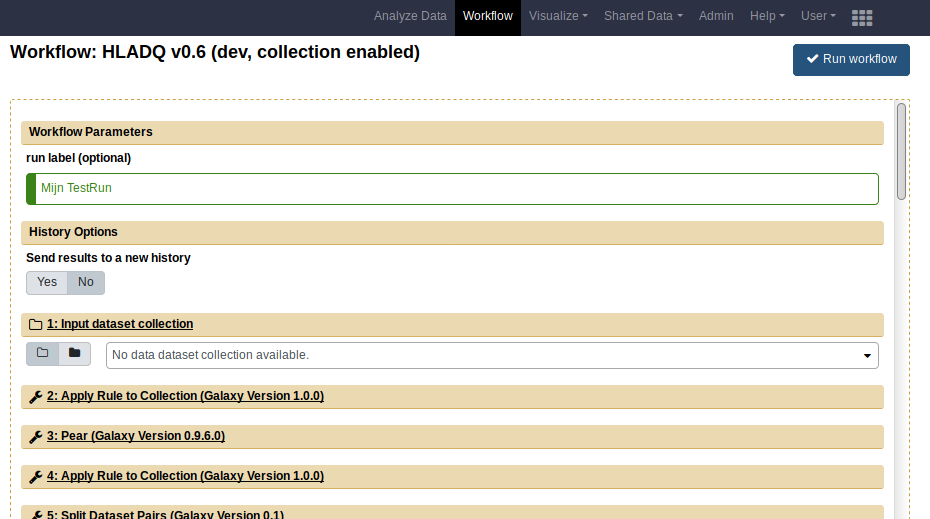 Analyze Data Workflow Visualize Shared Data Admin Help User
Workflow: HLADQ v0.6 (dev, collection enabled)
Run workflow
Workflow Parameters
run label (optional)
Mijn TestRun
History Options
Send results to a new history
Yes No
1: Input dataset collection
No data dataset collection available.
2: Apply Rule to Collection (Galaxy Version 1.0.0)
3: Pear (Galaxy Version 0.9.6.0)
4: Apply Rule to Collection (Galaxy Version 1.0.0)
5: Split Dataset Pairs (Galaxy Version 0.1)